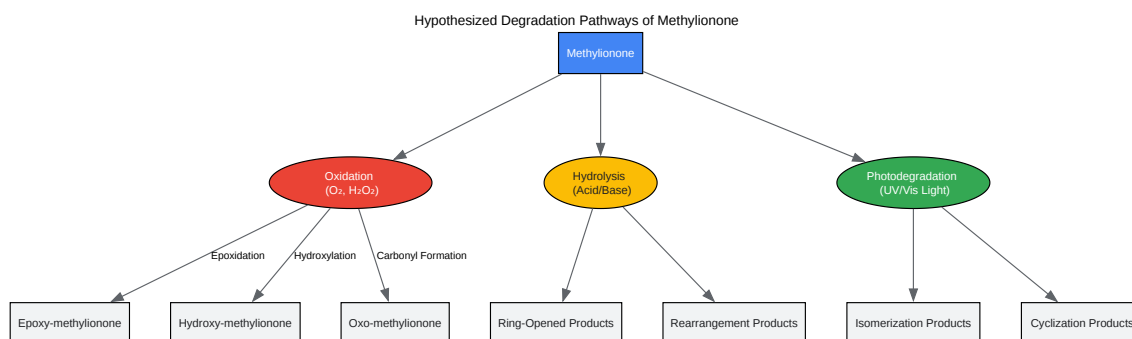 Hypothesized Degradation Pathways of Methylionone
Methylionone
Oxidation
(O₂, H₂O₂)
Hydrolysis
(Acid/Base)
Photodegradation
(UV/Vis Light)
Epoxidation
Hydroxylation
Carbonyl Formation
Epoxy-methylionone
Hydroxy-methylionone
Oxo-methylionone
Ring-Opened Products
Rearrangement Products
Isomerization Products
Cyclization Products